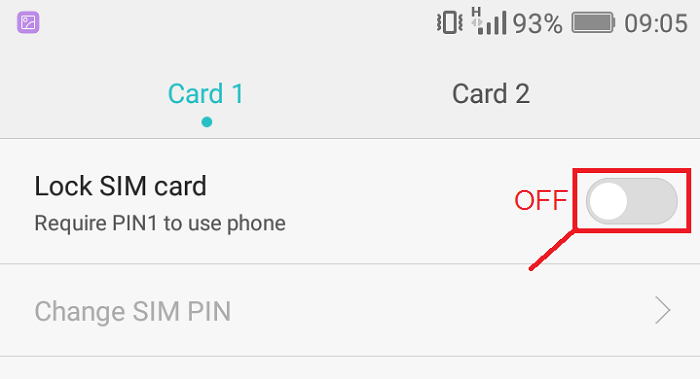 H 93% 09:05
Card 1 Card 2
Lock SIM card
OFF
Require PIN1 to use phone
Change SIM PIN